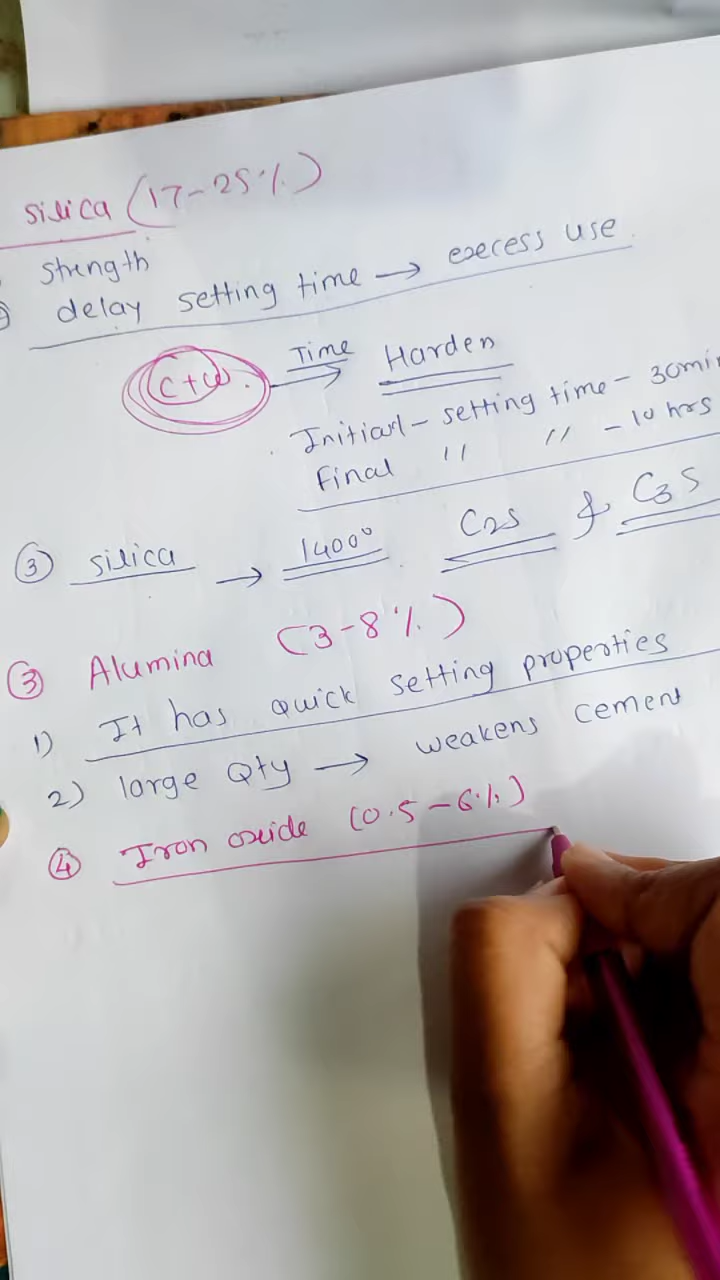 silica (17-25%)
strength
delay setting time → execess use
C+W. Time → Harden
Initial - setting time - 30min
Final " " - 10 hrs
③ silica → 1400° C2S & C3S
③ Alumina (3-8%)
1) It has quick setting properties
2) large Qty → weakens cement
④ Iron oxide (0.5-6%)